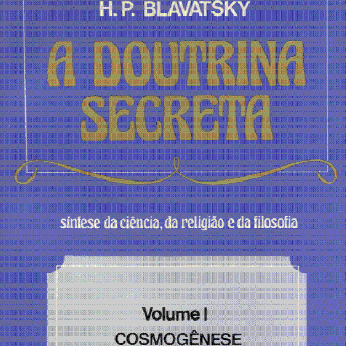 H. P. BLAVATSKY
A DOUTRINA
SECRETA
síntese da ciência, da religião e da filosofia
Volume I
COSMOGÊNESE